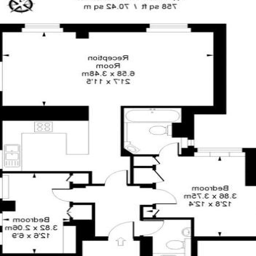 758 sq ft / 70.42 sq m
Reception
Room
6.58 x 3.48m
21'7 x 11'5
Bedroom
3.86 x 3.75m
12'8 x 12'4
Bedroom
3.82 x 2.06m
12'6 x 6'9